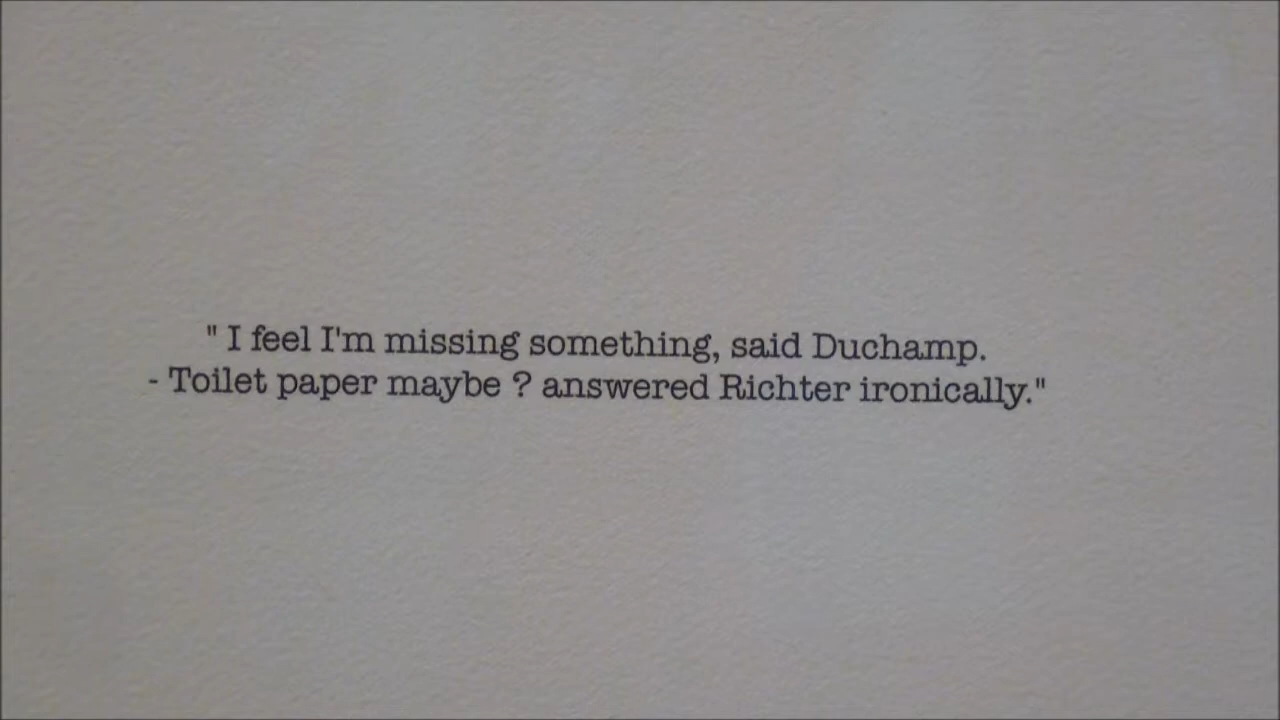 " I feel I'm missing something, said Duchamp.
- Toilet paper maybe ? answered Richter ironically."